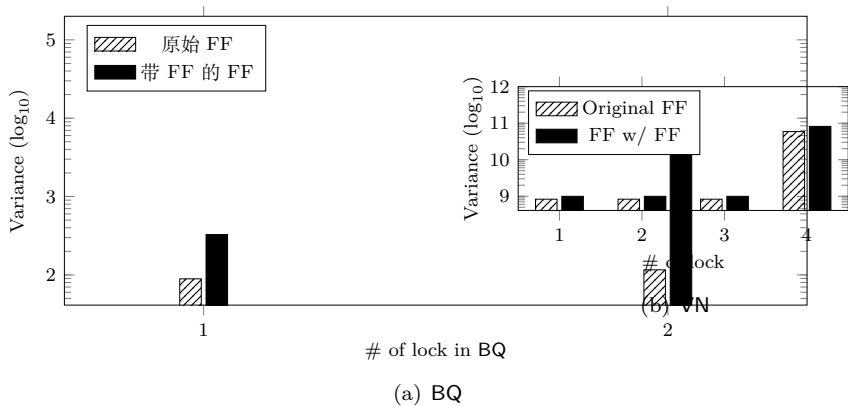 5
4
3
2
Variance (log10)
原始 FF
带 FF 的 FF
1
2
# of lock in BQ
(a) BQ
12
11
10
9
Variance (log10)
Original FF
FF w/ FF
1
2
3
4
# of lock
(b) VN